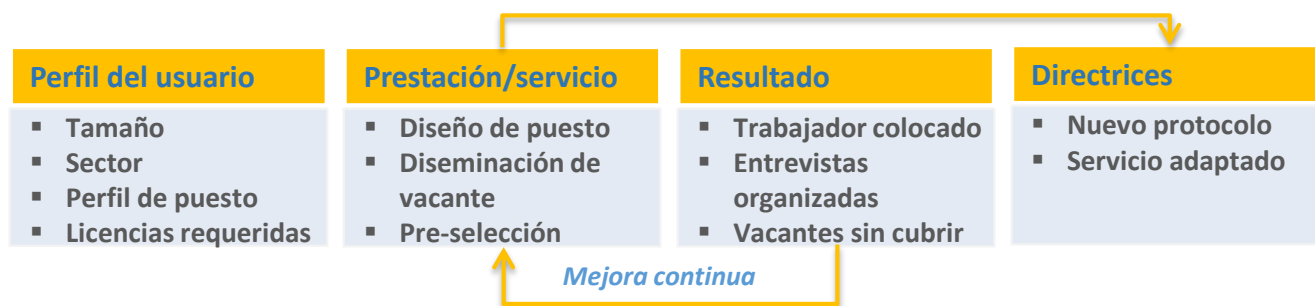 Perfil del usuario
▪ Tamaño
▪ Sector
▪ Perfil de puesto
▪ Licencias requeridas
Prestación/servicio
▪ Diseño de puesto
▪ Diseminación de
vacante
▪ Pre-selección
Resultado
▪ Trabajador colocado
▪ Entrevistas
organizadas
▪ Vacantes sin cubrir
Directrices
▪ Nuevo protocolo
▪ Servicio adaptado
Mejora continua